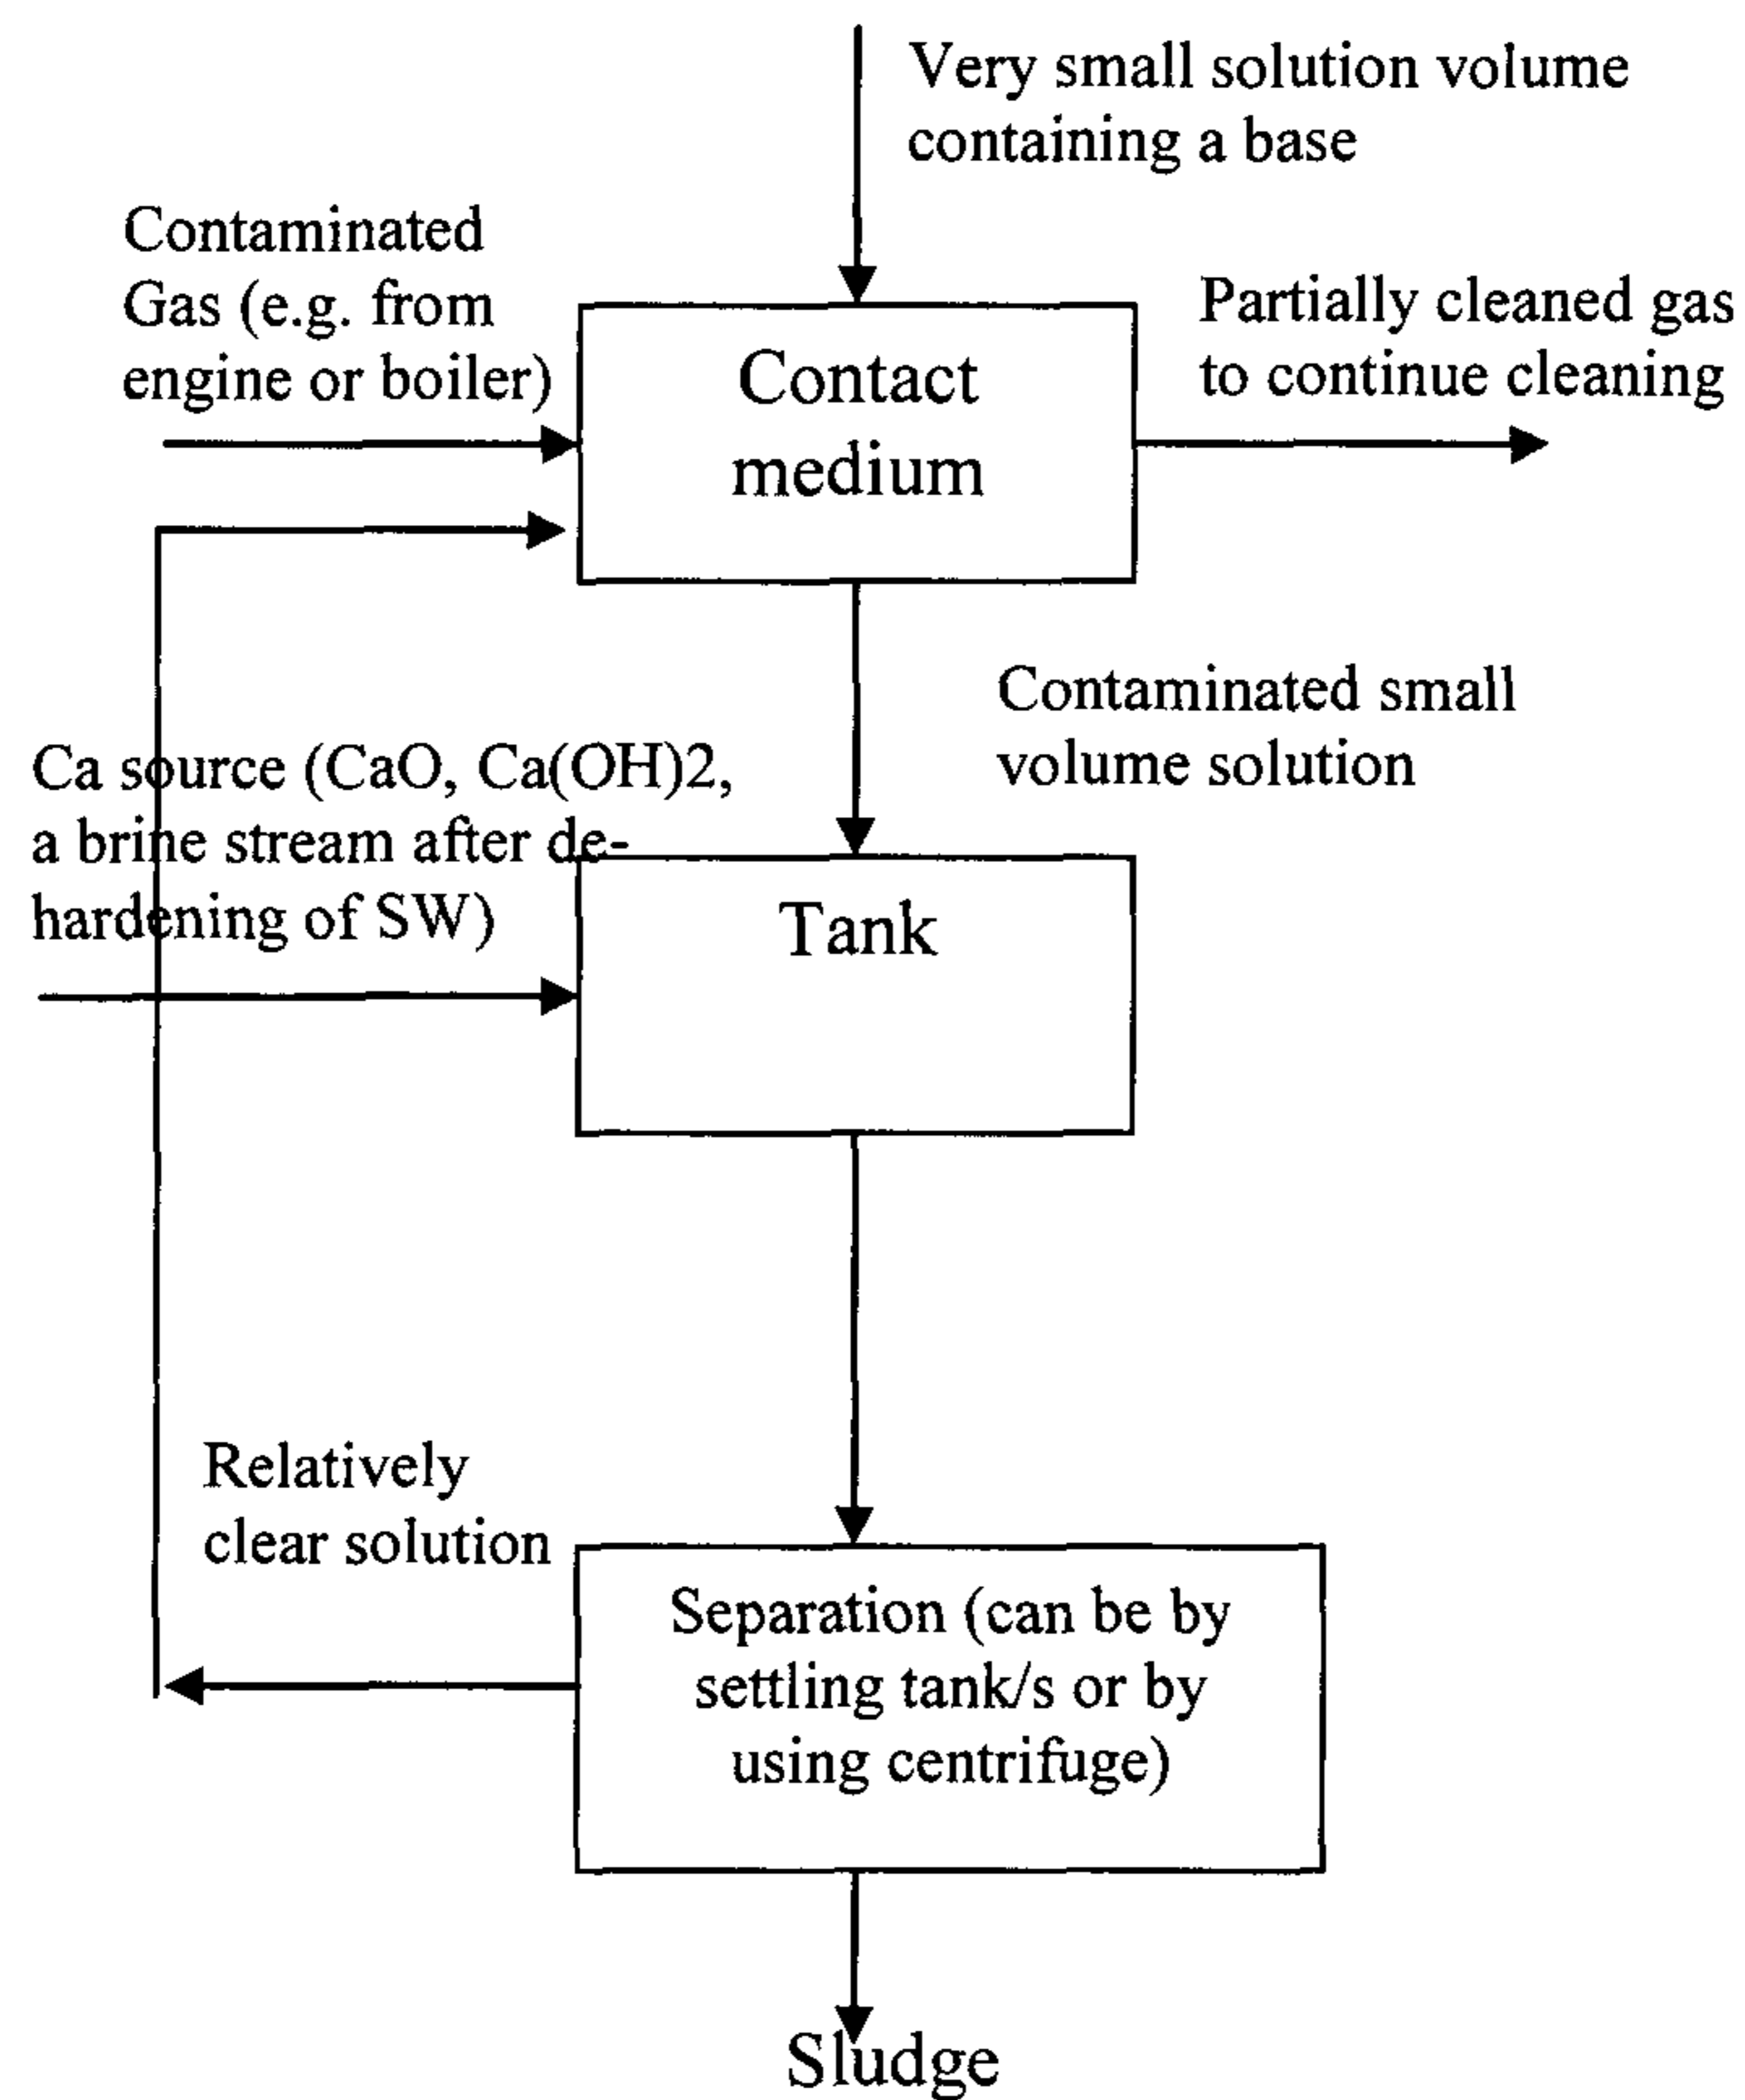 Very small solution volume
containing a base
Contaminated
Gas (e.g. from
engine or boiler)
Partially cleaned gas
to continue cleaning
Contact
medium
Contaminated small
volume solution
Ca source (CaO, Ca(OH)2,
a brine stream after de-
hardening of SW)
Tank
Relatively
clear solution
Separation (can be by
settling tank/s or by
using centrifuge)
Sludge